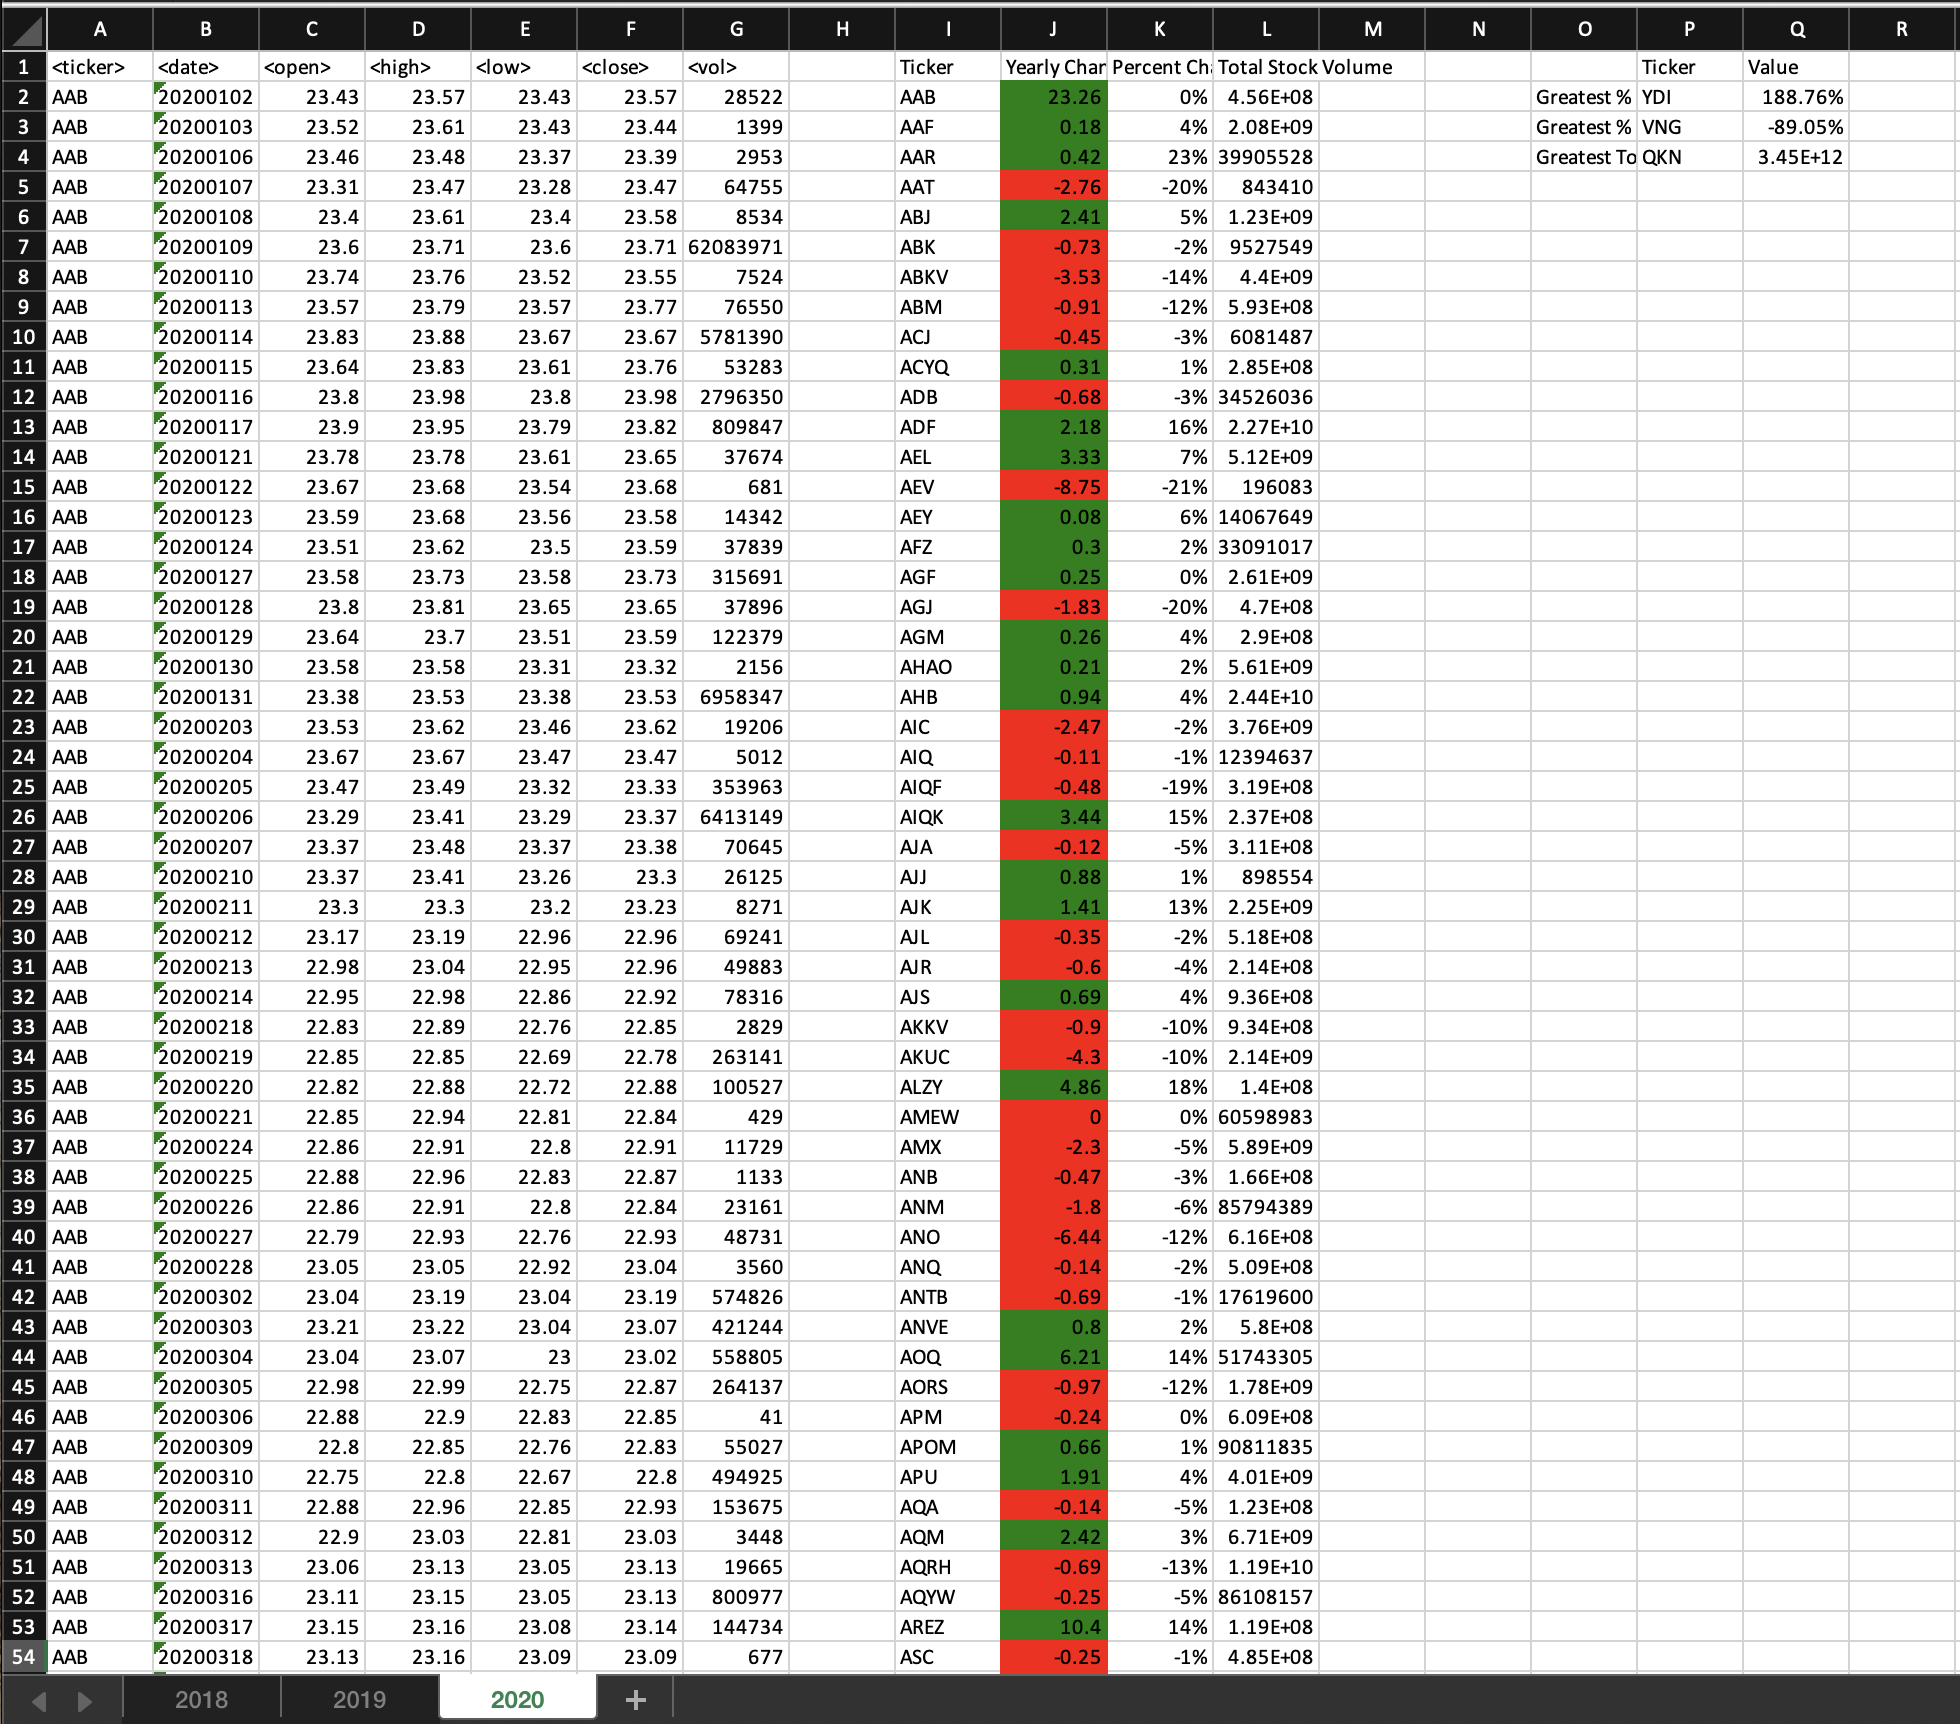 A B C D E F G H I J K L M N O P Q R
1 <ticker> <date> <open> <high> <low> <close> <vol> Ticker Yearly Char Percent Cha Total Stock Volume Ticker Value
2 AAB 20200102 23.43 23.57 23.43 23.57 28522 AAB 23.26 0% 4.56E+08 Greatest % YDI 188.76%
3 AAB 20200103 23.52 23.61 23.43 23.44 1399 AAF 0.18 4% 2.08E+09 Greatest % VNG -89.05%
4 AAB 20200106 23.46 23.48 23.37 23.39 2953 AAR 0.42 23% 39905528 Greatest To QKN 3.45E+12
5 AAB 20200107 23.31 23.47 23.28 23.47 64755 AAT -2.76 -20% 843410
6 AAB 20200108 23.4 23.61 23.4 23.58 8534 ABJ 2.41 5% 1.23E+09
7 AAB 20200109 23.6 23.71 23.6 23.71 62083971 ABK -0.73 -2% 9527549
8 AAB 20200110 23.74 23.76 23.52 23.55 7524 ABKV -3.53 -14% 4.4E+09
9 AAB 20200113 23.57 23.79 23.57 23.77 76550 ABM -0.91 -12% 5.93E+08
10 AAB 20200114 23.83 23.88 23.67 23.67 5781390 ACJ -0.45 -3% 6081487
11 AAB 20200115 23.64 23.83 23.61 23.76 53283 ACYQ 0.31 1% 2.85E+08
12 AAB 20200116 23.8 23.98 23.8 23.98 2796350 ADB -0.68 -3% 34526036
13 AAB 20200117 23.9 23.95 23.79 23.82 809847 ADF 2.18 16% 2.27E+10
14 AAB 20200121 23.78 23.78 23.61 23.65 37674 AEL 3.33 7% 5.12E+09
15 AAB 20200122 23.67 23.68 23.54 23.68 681 AEV -8.75 -21% 196083
16 AAB 20200123 23.59 23.68 23.56 23.58 14342 AEY 0.08 6% 14067649
17 AAB 20200124 23.51 23.62 23.5 23.59 37839 AFZ 0.3 2% 33091017
18 AAB 20200127 23.58 23.73 23.58 23.73 315691 AGF 0.25 0% 2.61E+09
19 AAB 20200128 23.8 23.81 23.65 23.65 37896 AGJ -1.83 -20% 4.7E+08
20 AAB 20200129 23.64 23.7 23.51 23.59 122379 AGM 0.26 4% 2.9E+08
21 AAB 20200130 23.58 23.58 23.31 23.32 2156 AHAO 0.21 2% 5.61E+09
22 AAB 20200131 23.38 23.53 23.38 23.53 6958347 AHB 0.94 4% 2.44E+10
23 AAB 20200203 23.53 23.62 23.46 23.62 19206 AIC -2.47 -2% 3.76E+09
24 AAB 20200204 23.67 23.67 23.47 23.47 5012 AIQ -0.11 -1% 12394637
25 AAB 20200205 23.47 23.49 23.32 23.33 353963 AIQF -0.48 -19% 3.19E+08
26 AAB 20200206 23.29 23.41 23.29 23.37 6413149 AIQK 3.44 15% 2.37E+08
27 AAB 20200207 23.37 23.48 23.37 23.38 70645 AJA -0.12 -5% 3.11E+08
28 AAB 20200210 23.37 23.41 23.26 23.3 26125 AJJ 0.88 1% 898554
29 AAB 20200211 23.3 23.3 23.2 23.23 8271 AJK 1.41 13% 2.25E+09
30 AAB 20200212 23.17 23.19 22.96 22.96 69241 AJL -0.35 -2% 5.18E+08
31 AAB 20200213 22.98 23.04 22.95 22.96 49883 AJR -0.6 -4% 2.14E+08
32 AAB 20200214 22.95 22.98 22.86 22.92 78316 AJS 0.69 4% 9.36E+08
33 AAB 20200218 22.83 22.89 22.76 22.85 2829 AKKV -0.9 -10% 9.34E+08
34 AAB 20200219 22.85 22.85 22.69 22.78 263141 AKUC -4.3 -10% 2.14E+09
35 AAB 20200220 22.82 22.88 22.72 22.88 100527 ALZY 4.86 18% 1.4E+08
36 AAB 20200221 22.85 22.94 22.81 22.84 429 AMEW 0 0% 60598983
37 AAB 20200224 22.86 22.91 22.8 22.91 11729 AMX -2.3 -5% 5.89E+09
38 AAB 20200225 22.88 22.96 22.83 22.87 1133 ANB -0.47 -3% 1.66E+08
39 AAB 20200226 22.86 22.91 22.8 22.84 23161 ANM -1.8 -6% 85794389
40 AAB 20200227 22.79 22.93 22.76 22.93 48731 ANO -6.44 -12% 6.16E+08
41 AAB 20200228 23.05 23.05 22.92 23.04 3560 ANQ -0.14 -2% 5.09E+08
42 AAB 20200302 23.04 23.19 23.04 23.19 574826 ANTB -0.69 -1% 17619600
43 AAB 20200303 23.21 23.22 23.04 23.07 421244 ANVE 0.8 2% 5.8E+08
44 AAB 20200304 23.04 23.07 23 23.02 558805 AOQ 6.21 14% 51743305
45 AAB 20200305 22.98 22.99 22.75 22.87 264137 AORS -0.97 -12% 1.78E+09
46 AAB 20200306 22.88 22.9 22.83 22.85 41 APM -0.24 0% 6.09E+08
47 AAB 20200309 22.8 22.85 22.76 22.83 55027 APOM 0.66 1% 90811835
48 AAB 20200310 22.75 22.8 22.67 22.8 494925 APU 1.91 4% 4.01E+09
49 AAB 20200311 22.88 22.96 22.85 22.93 153675 AQA -0.14 -5% 1.23E+08
50 AAB 20200312 22.9 23.03 22.81 23.03 3448 AQM 2.42 3% 6.71E+09
51 AAB 20200313 23.06 23.13 23.05 23.13 19665 AQRH -0.69 -13% 1.19E+10
52 AAB 20200316 23.11 23.15 23.05 23.13 800977 AQYW -0.25 -5% 86108157
53 AAB 20200317 23.15 23.16 23.08 23.14 144734 AREZ 10.4 14% 1.19E+08
54 AAB 20200318 23.13 23.16 23.09 23.09 677 ASC -0.25 -1% 4.85E+08
2018 2019 2020 +